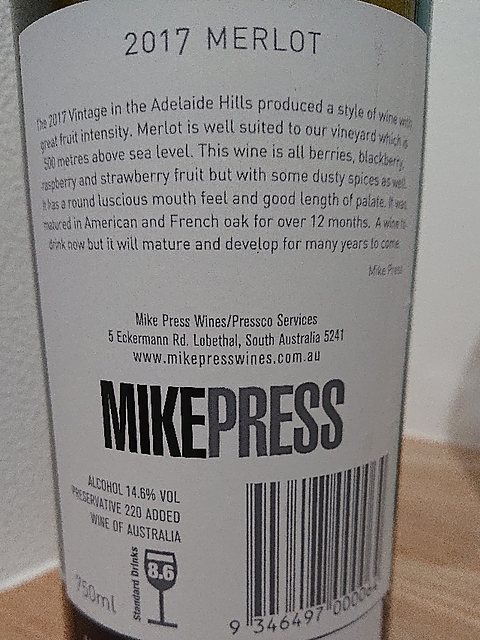 2017 MERLOT
The 2017 Vintage in the Adelaide Hills produced a style of wine with
great fruit intensity. Merlot is well suited to our vineyard which is
500 metres above sea level. This wine is all berries, blackberry,
raspberry and strawberry fruit but with some dusty spices as well.
It has a round luscious mouth feel and good length of palate. It was
matured in American and French oak for over 12 months. A wine to
drink now but it will mature and develop for many years to come.
Mike Press
Mike Press Wines/Pressco Services
5 Eckermann Rd. Lobethal, South Australia 5241
www.mikepresswines.com.au
MIKEPRESS
ALCOHOL 14.6% VOL
PRESERVATIVE 220 ADDED
WINE OF AUSTRALIA
750ml
Standard Drinks
8.6
9 346497 000064